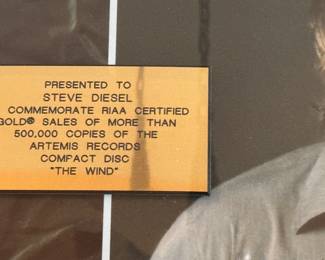 PRESENTED TO
STEVE DIESEL
COMMEMORATE RIAA CERTIFIED
GOLD® SALES OF MORE THAN
500,000 COPIES OF THE
ARTEMIS RECORDS
COMPACT DISC
"THE WIND"